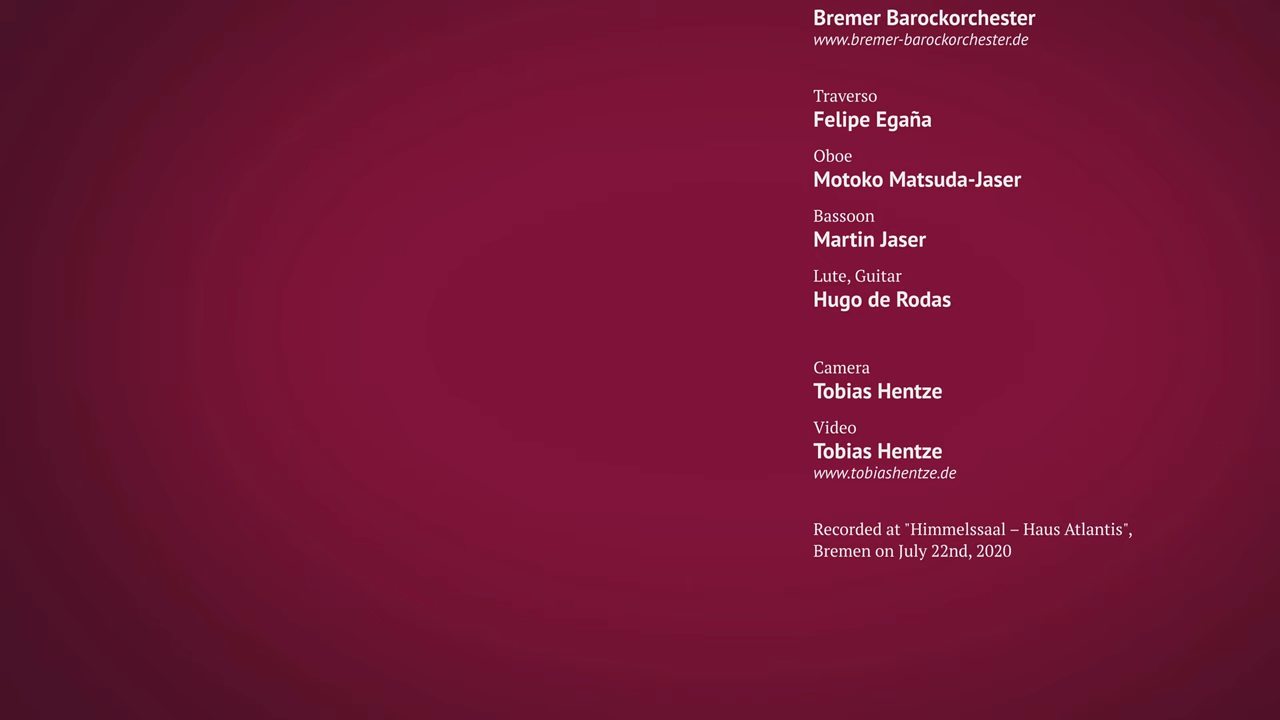 Bremer Barockorchester
www.bremer-barockorchester.de
Traverso
Felipe Egaña
Oboe
Motoko Matsuda-Jaser
Bassoon
Martin Jaser
Lute, Guitar
Hugo de Rodas
Camera
Tobias Hentze
Video
Tobias Hentze
www.tobiashentze.de
Recorded at "Himmelssaal – Haus Atlantis",
Bremen on July 22nd, 2020